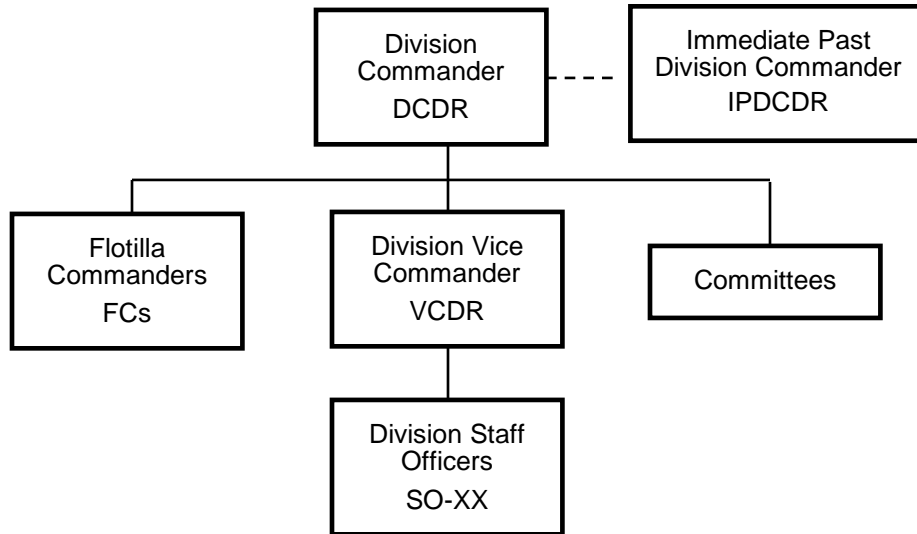 Division
Commander
DCDR
Immediate Past
Division Commander
IPDCDR
Flotilla
Commanders
FCs
Division Vice
Commander
VCDR
Committees
Division Staff
Officers
SO-XX